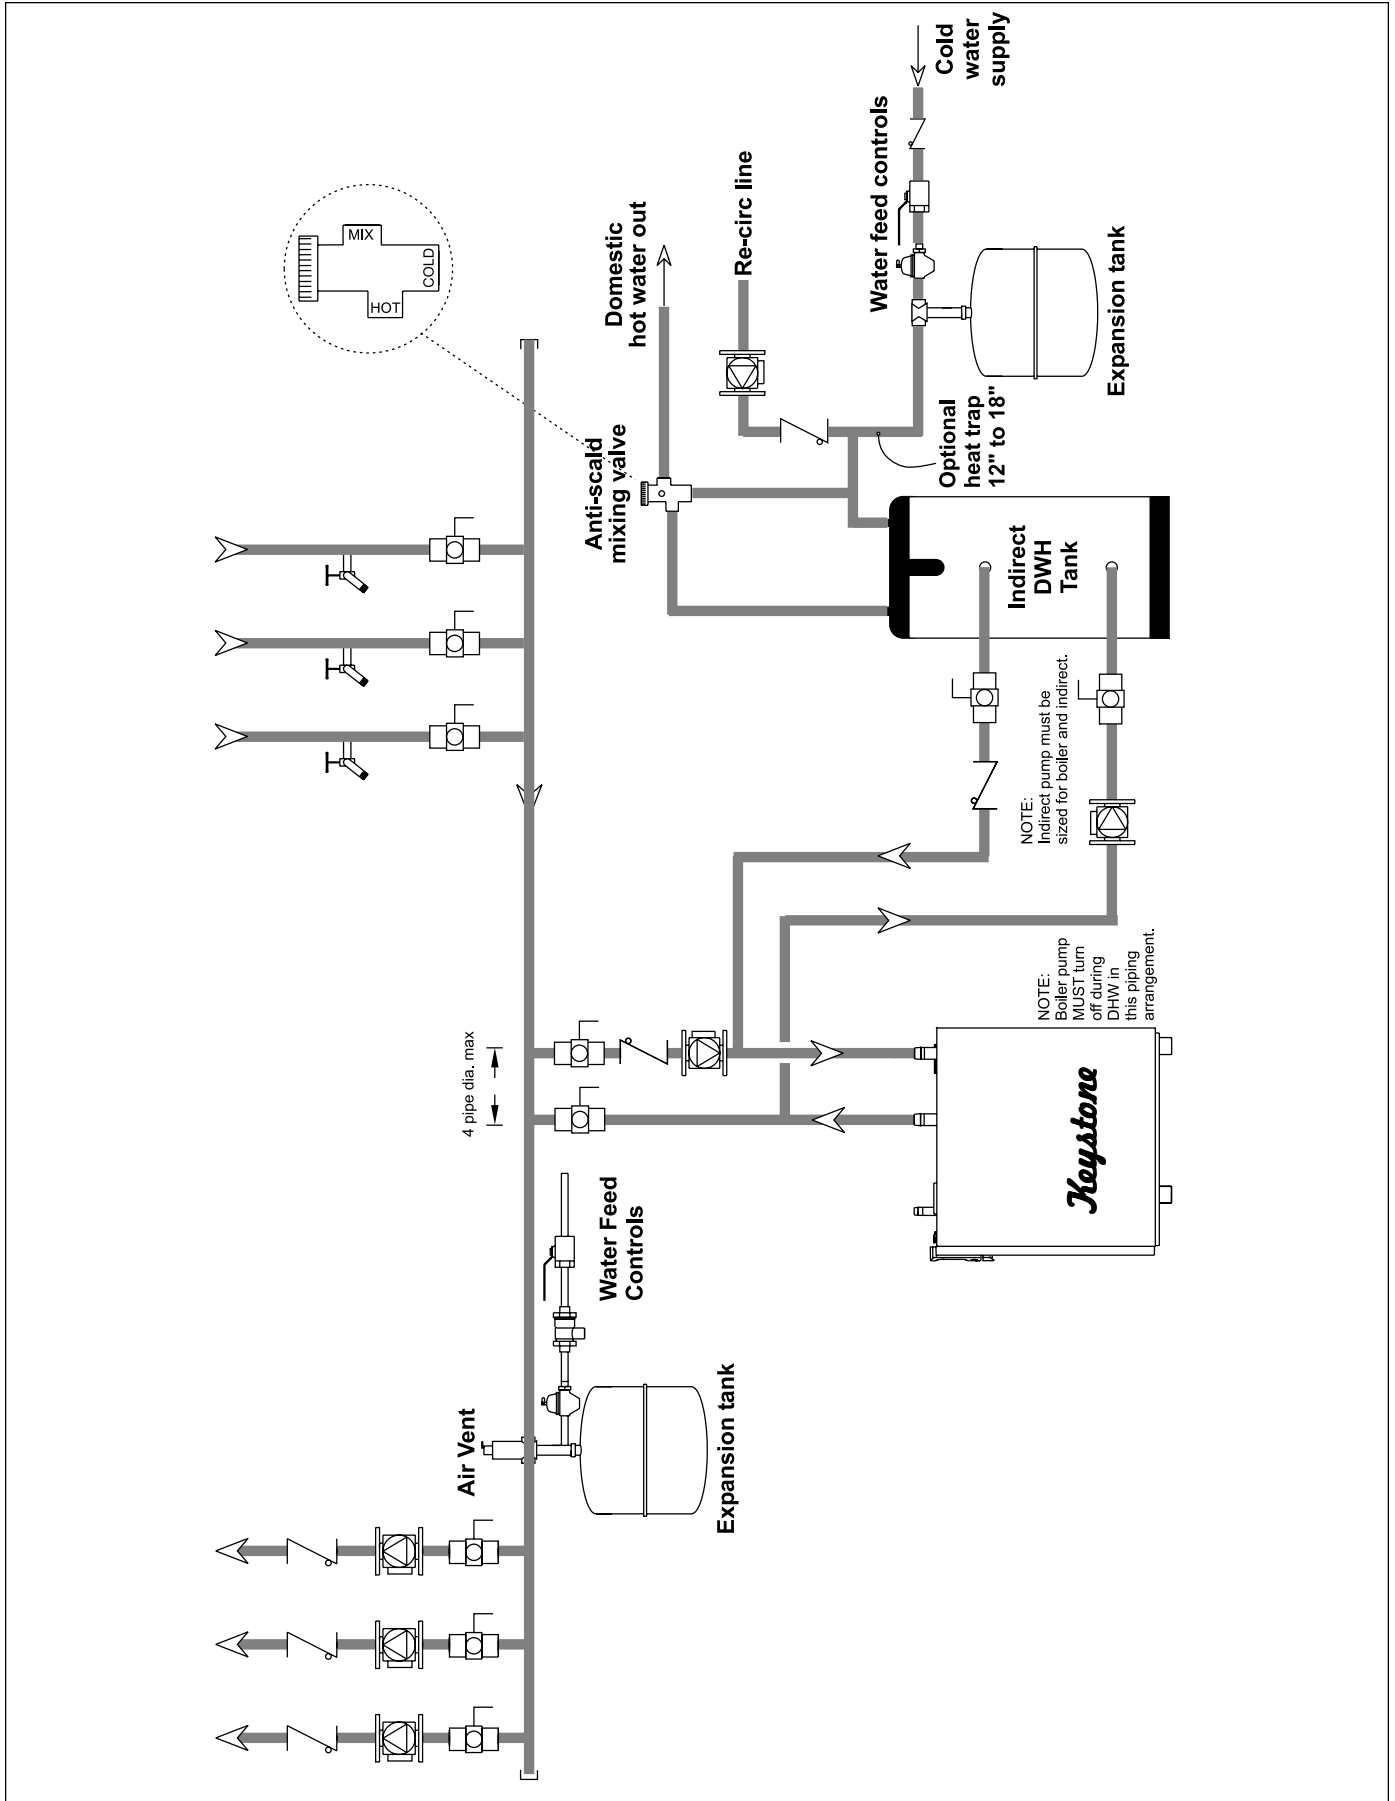 MIX
HOT
COLD
Anti-scald
mixing valve
Domestic
hot water out
Re-circ line
Water feed controls
Cold
water
supply
Expansion tank
Optional
heat trap
12" to 18"
Indirect
DWH
Tank
NOTE:
Indirect pump must be
sized for boiler and indirect.
NOTE:
Boiler pump
MUST turn
off during
DHW in
this piping
arrangement.
4 pipe dia. max
Keystone
Water Feed
Controls
Air Vent
Expansion tank